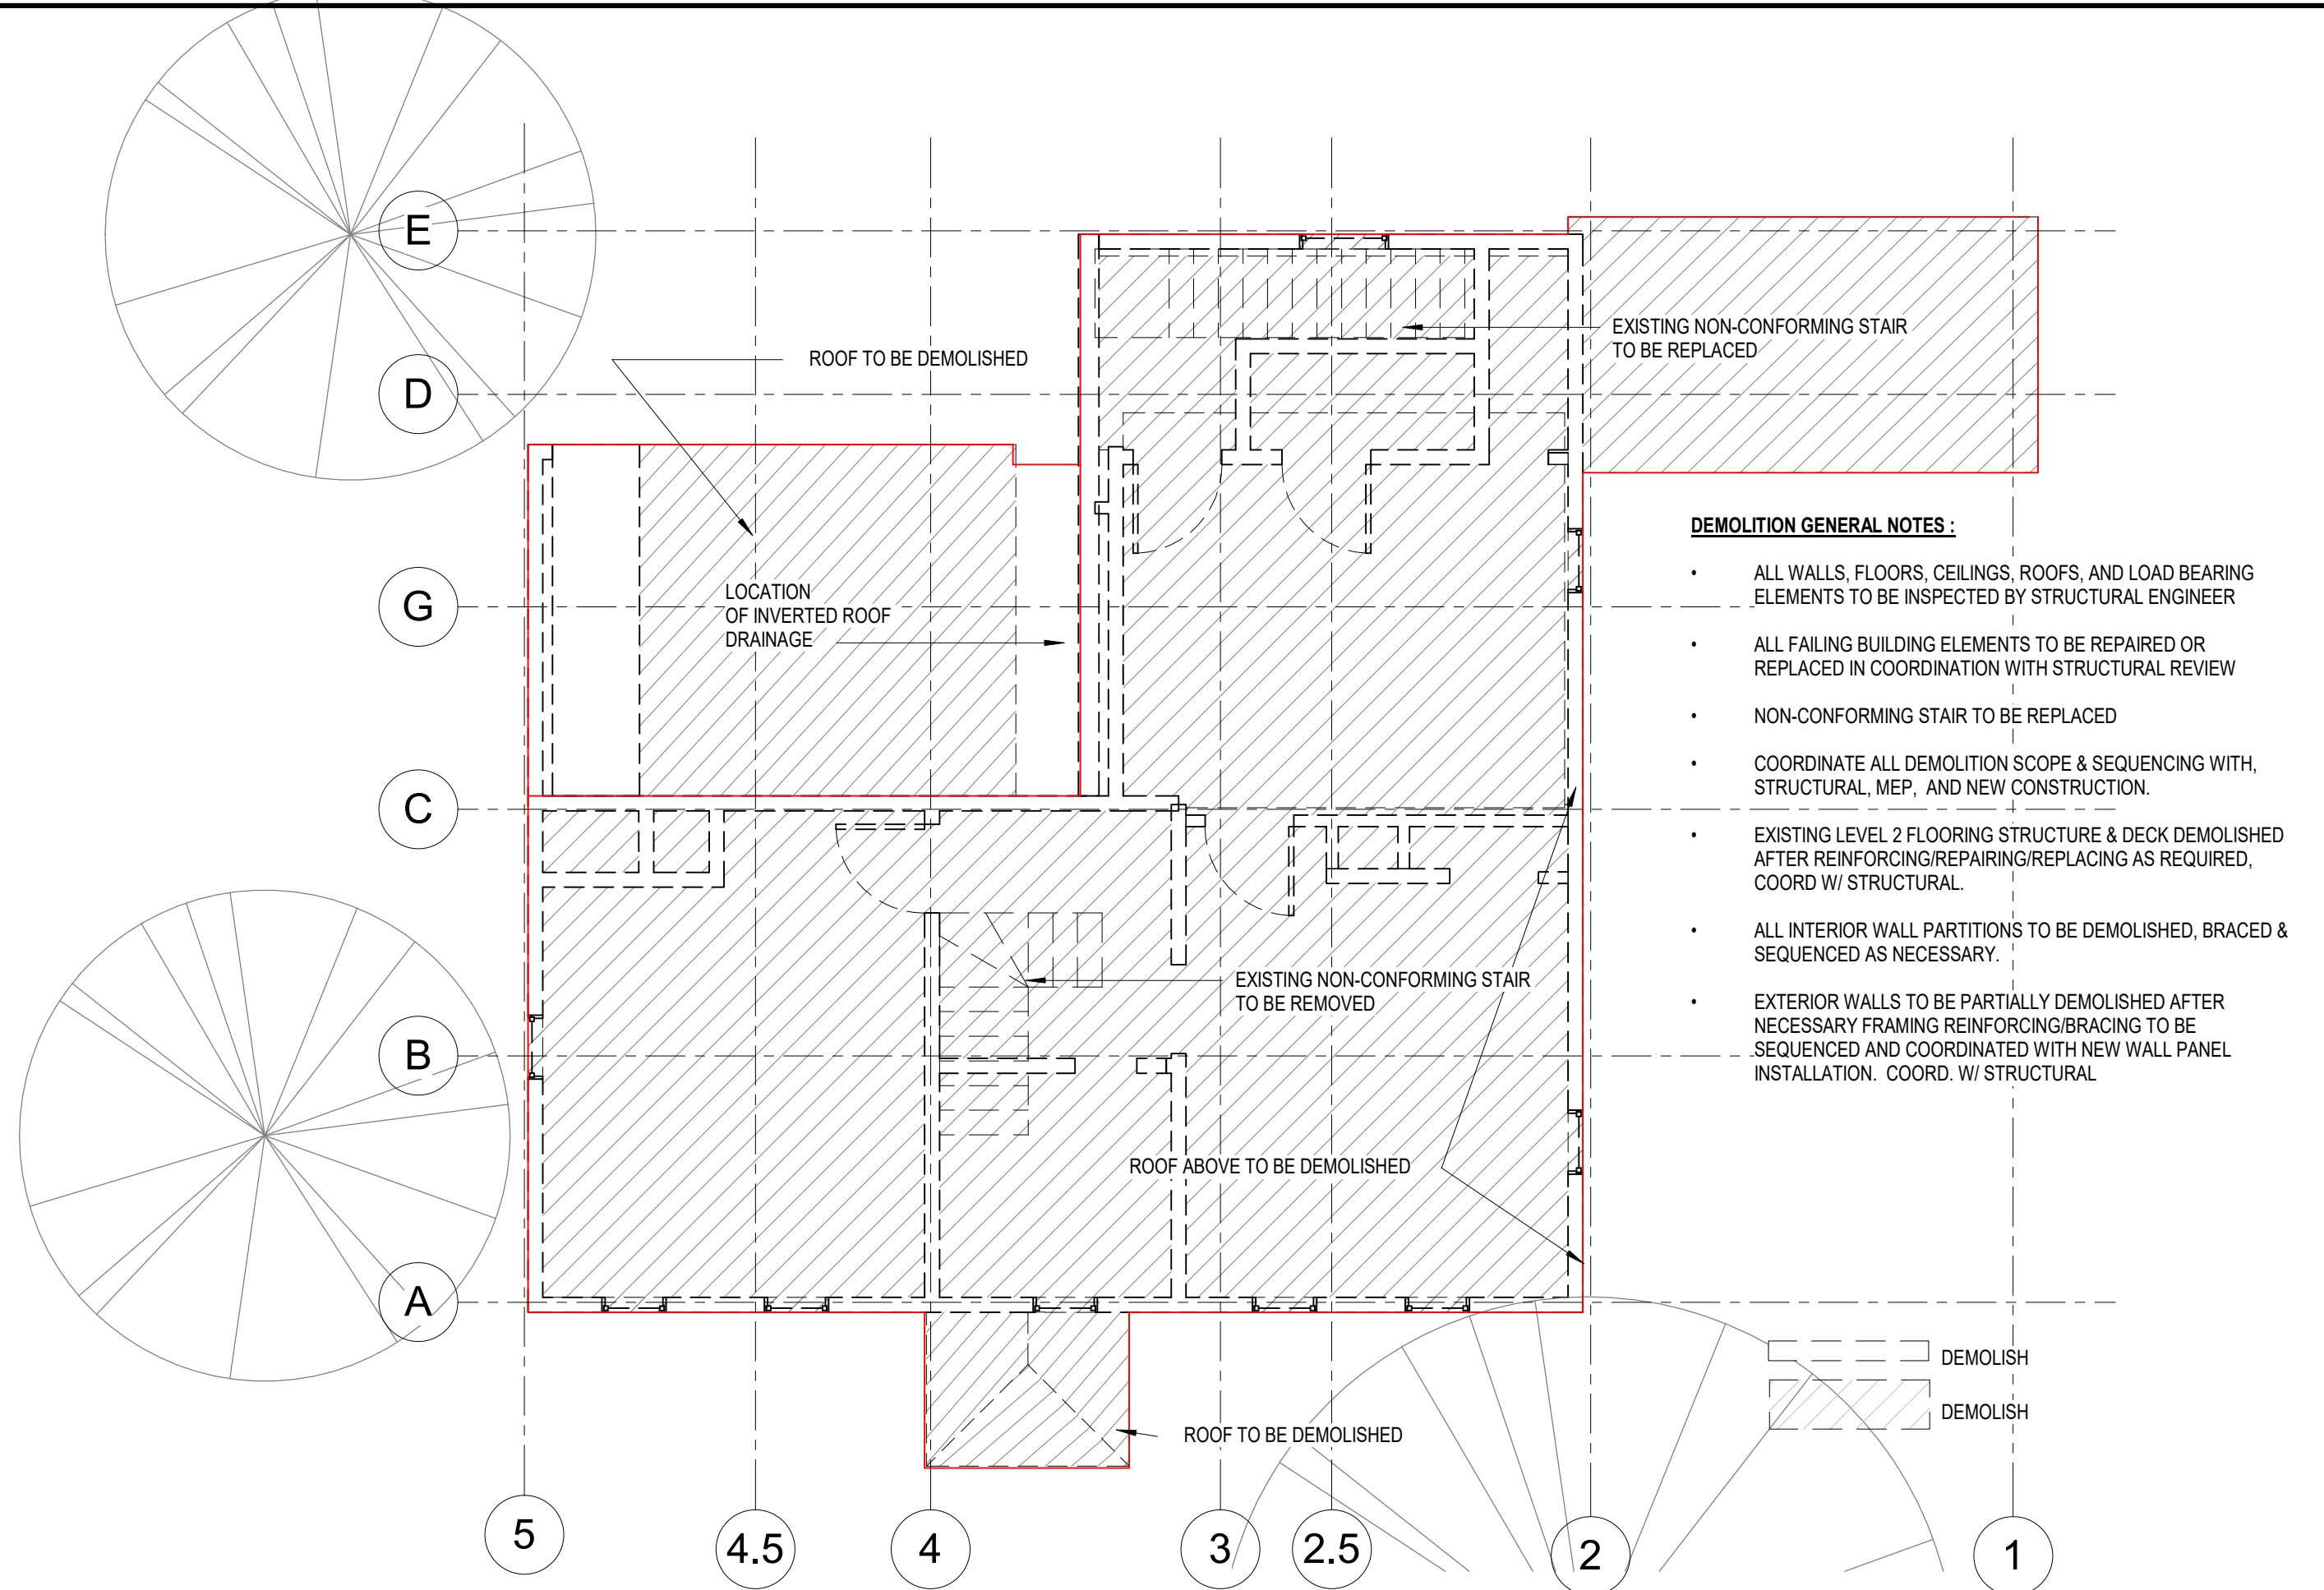 E
EXISTING NON-CONFORMING STAIR
TO BE REPLACED
ROOF TO BE DEMOLISHED
D
DEMOLITION GENERAL NOTES :
• ALL WALLS, FLOORS, CEILINGS, ROOFS, AND LOAD BEARING
ELEMENTS TO BE INSPECTED BY STRUCTURAL ENGINEER
LOCATION
OF INVERTED ROOF
DRAINAGE
G
• ALL FAILING BUILDING ELEMENTS TO BE REPAIRED OR
REPLACED IN COORDINATION WITH STRUCTURAL REVIEW
• NON-CONFORMING STAIR TO BE REPLACED
• COORDINATE ALL DEMOLITION SCOPE & SEQUENCING WITH,
STRUCTURAL, MEP, AND NEW CONSTRUCTION.
C
• EXISTING LEVEL 2 FLOORING STRUCTURE & DECK DEMOLISHED
AFTER REINFORCING/REPAIRING/REPLACING AS REQUIRED,
COORD W/ STRUCTURAL.
• ALL INTERIOR WALL PARTITIONS TO BE DEMOLISHED, BRACED &
SEQUENCED AS NECESSARY.
EXISTING NON-CONFORMING STAIR
TO BE REMOVED
• EXTERIOR WALLS TO BE PARTIALLY DEMOLISHED AFTER
NECESSARY FRAMING REINFORCING/BRACING TO BE
SEQUENCED AND COORDINATED WITH NEW WALL PANEL
INSTALLATION. COORD. W/ STRUCTURAL
B
ROOF ABOVE TO BE DEMOLISHED
A
DEMOLISH
DEMOLISH
ROOF TO BE DEMOLISHED
5
4.5
4
3
2.5
2
1